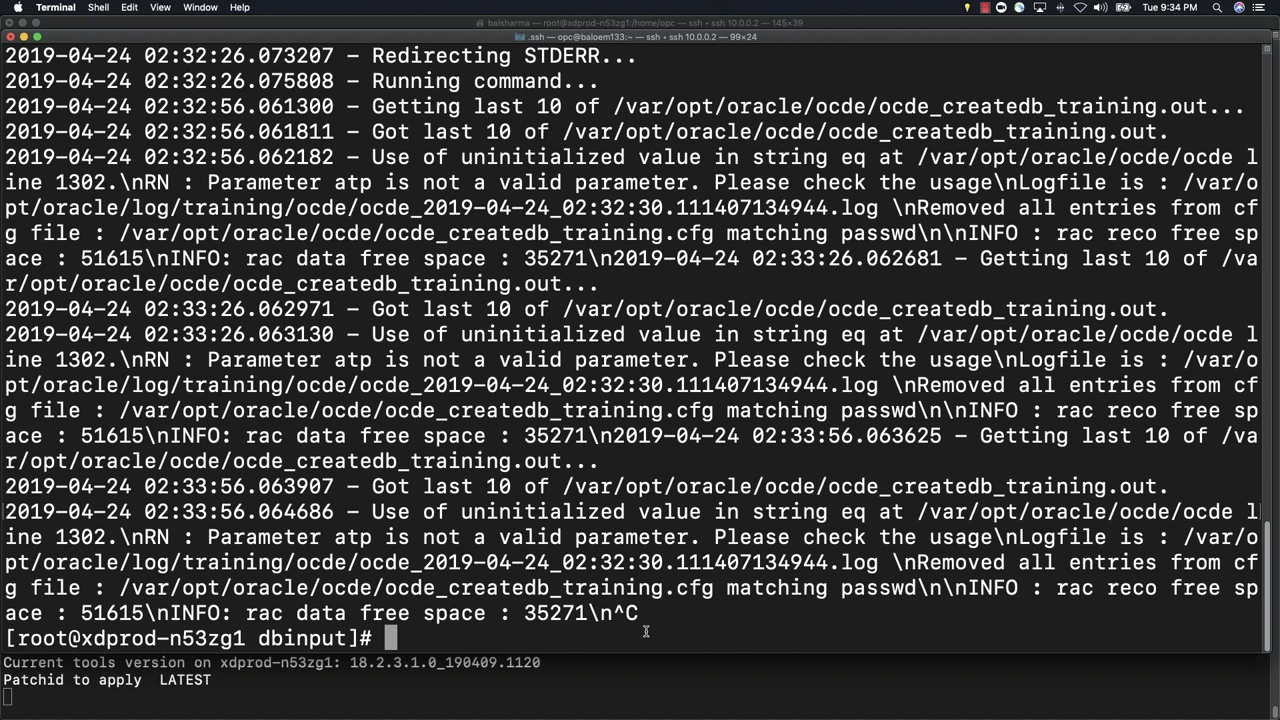 Terminal Shell Edit View Window Help Tue 9:34 PM
balsharma — root@xdprod-n53zg1:/home/opc — ssh • ssh 10.0.0.2 — 145×39
.ssh — opc@baloem133:~ — ssh • ssh 10.0.0.2 — 99×24
2019-04-24 02:32:26.073207 – Redirecting STDERR...
2019-04-24 02:32:26.075808 – Running command...
2019-04-24 02:32:56.061300 – Getting last 10 of /var/opt/oracle/ocde/ocde_createdb_training.out...
2019-04-24 02:32:56.061811 – Got last 10 of /var/opt/oracle/ocde/ocde_createdb_training.out.
2019-04-24 02:32:56.062182 – Use of uninitialized value in string eq at /var/opt/oracle/ocde/ocde l
ine 1302.\nRN : Parameter atp is not a valid parameter. Please check the usage\nLogfile is : /var/o
pt/oracle/log/training/ocde/ocde_2019-04-24_02:32:30.111407134944.log \nRemoved all entries from cf
g file : /var/opt/oracle/ocde/ocde_createdb_training.cfg matching passwd\n\nINFO : rac reco free sp
ace : 51615\nINFO: rac data free space : 35271\n2019-04-24 02:33:26.062681 – Getting last 10 of /va
r/opt/oracle/ocde/ocde_createdb_training.out...
2019-04-24 02:33:26.062971 – Got last 10 of /var/opt/oracle/ocde/ocde_createdb_training.out.
2019-04-24 02:33:26.063130 – Use of uninitialized value in string eq at /var/opt/oracle/ocde/ocde l
ine 1302.\nRN : Parameter atp is not a valid parameter. Please check the usage\nLogfile is : /var/o
pt/oracle/log/training/ocde/ocde_2019-04-24_02:32:30.111407134944.log \nRemoved all entries from cf
g file : /var/opt/oracle/ocde/ocde_createdb_training.cfg matching passwd\n\nINFO : rac reco free sp
ace : 51615\nINFO: rac data free space : 35271\n2019-04-24 02:33:56.063625 – Getting last 10 of /va
r/opt/oracle/ocde/ocde_createdb_training.out...
2019-04-24 02:33:56.063907 – Got last 10 of /var/opt/oracle/ocde/ocde_createdb_training.out.
2019-04-24 02:33:56.064686 – Use of uninitialized value in string eq at /var/opt/oracle/ocde/ocde l
ine 1302.\nRN : Parameter atp is not a valid parameter. Please check the usage\nLogfile is : /var/o
pt/oracle/log/training/ocde/ocde_2019-04-24_02:32:30.111407134944.log \nRemoved all entries from cf
g file : /var/opt/oracle/ocde/ocde_createdb_training.cfg matching passwd\n\nINFO : rac reco free sp
ace : 51615\nINFO: rac data free space : 35271\n^C
[root@xdprod-n53zg1 dbinput]#
Current tools version on xdprod-n53zg1: 18.2.3.1.0_190409.1120
Patchid to apply LATEST